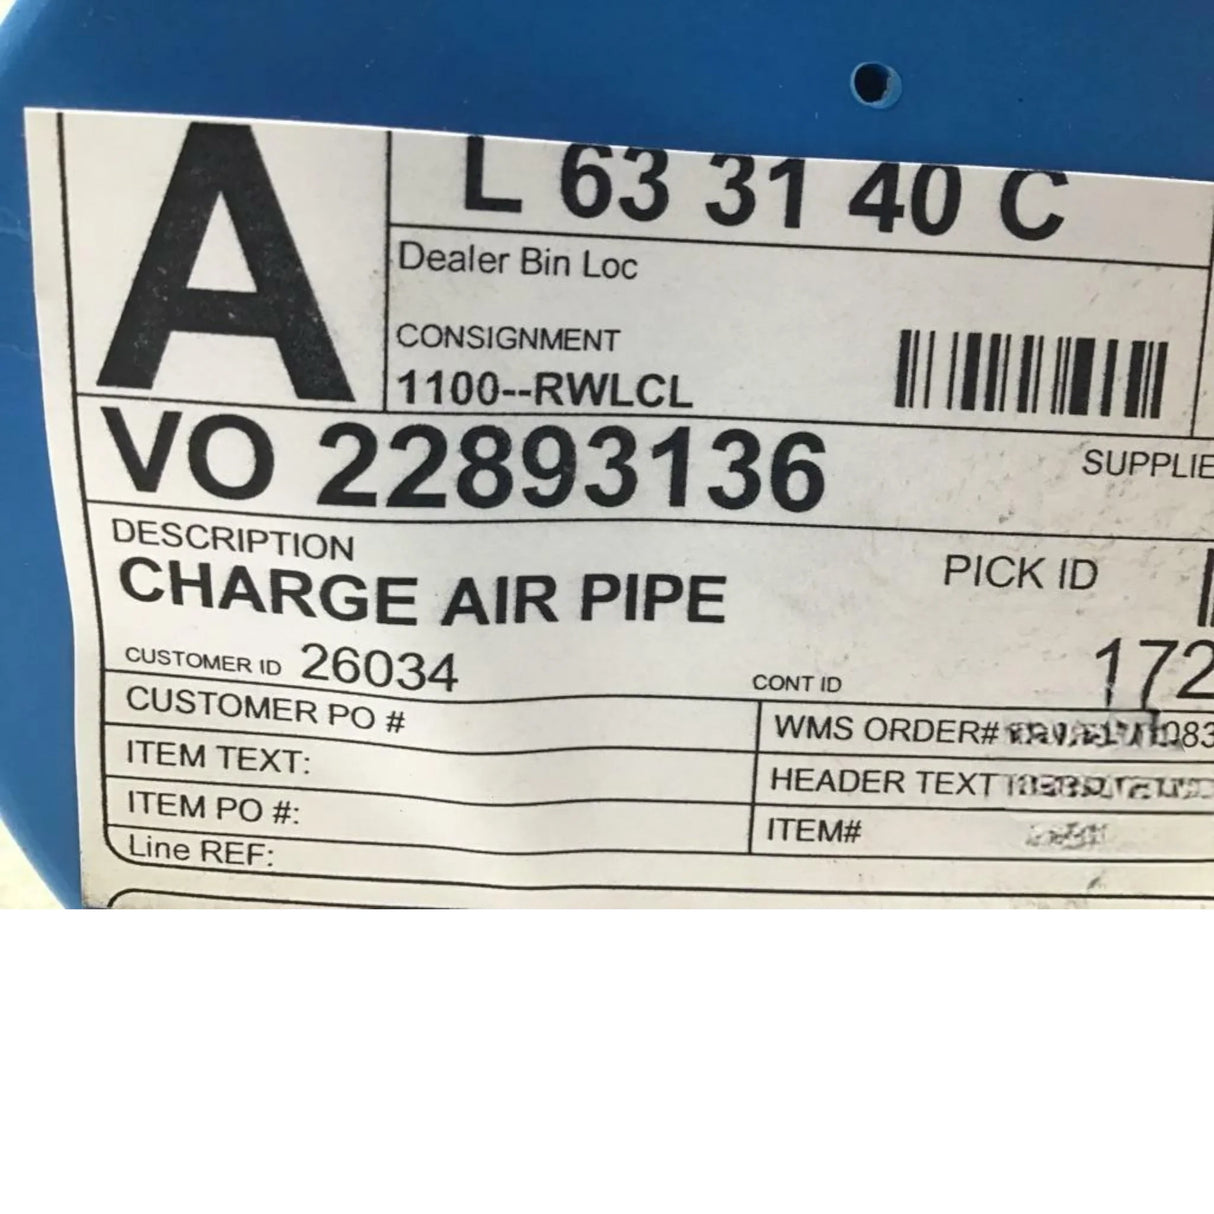 A
L 63 31 40 C
Dealer Bin Loc
CONSIGNMENT
1100--RWLCL
VO 22893136
SUPPLIE
DESCRIPTION
CHARGE AIR PIPE
PICK ID
CUSTOMER ID 26034
CONT ID
172
CUSTOMER PO #
WMS ORDER#
ITEM TEXT:
HEADER TEXT
ITEM PO #:
ITEM#
Line REF: